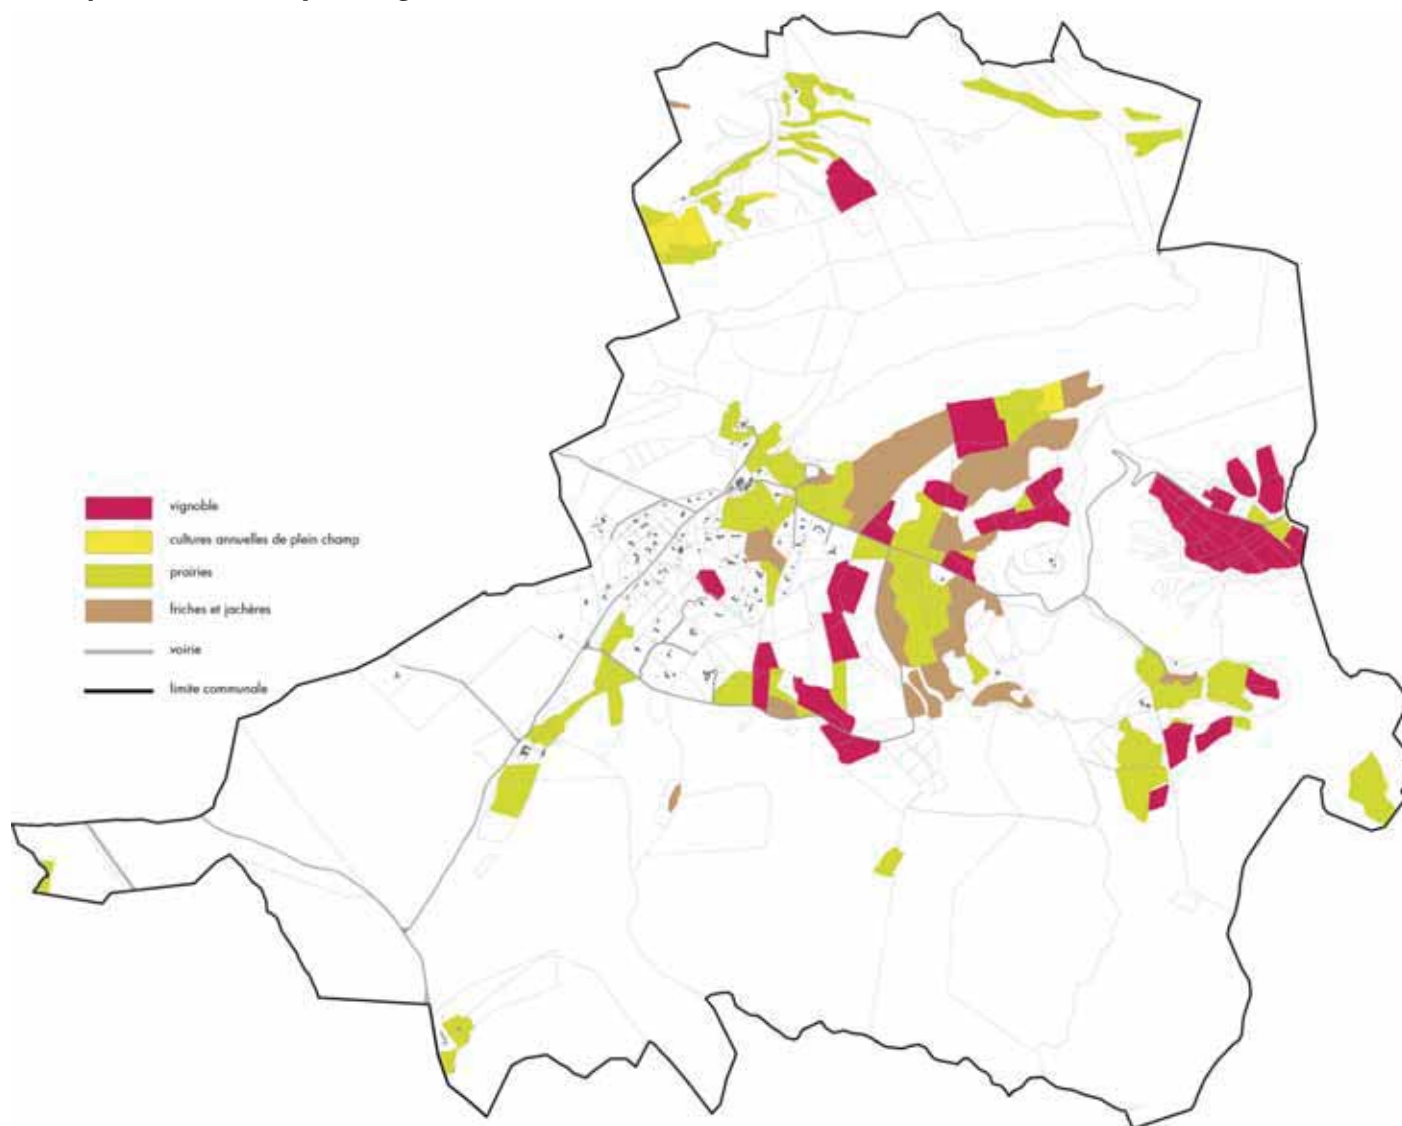 vignoble
cultures annuelles de plein champ
prairies
friches et jachères
voirie
limite communale